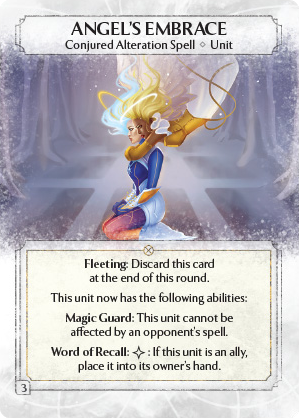 ANGEL'S EMBRACE
Conjured Alteration Spell ⟡ Unit
Fleeting: Discard this card
at the end of this round.
This unit now has the following abilities:
Magic Guard: This unit cannot be
affected by an opponent's spell.
Word of Recall: ✧ : If this unit is an ally,
place it into its owner's hand.
3